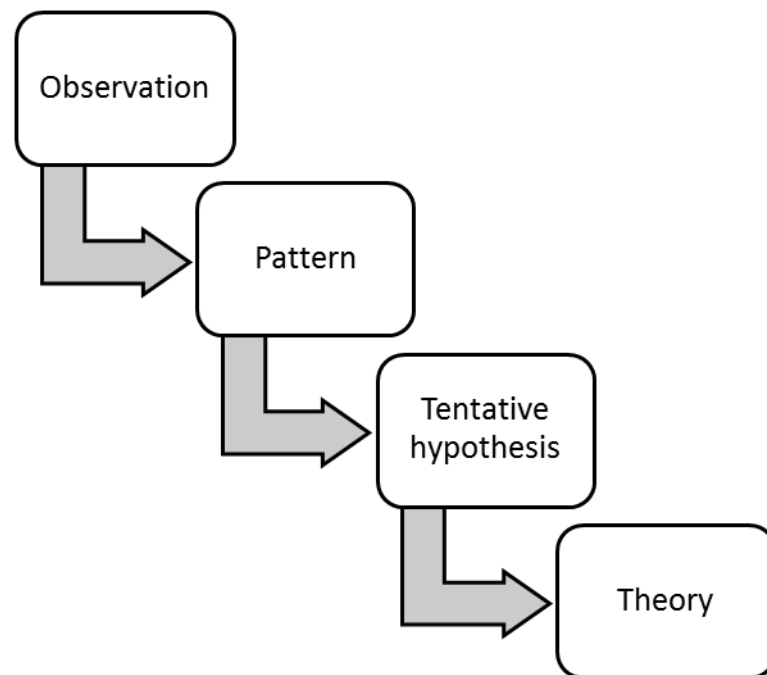 Observation
Pattern
Tentative
hypothesis
Theory